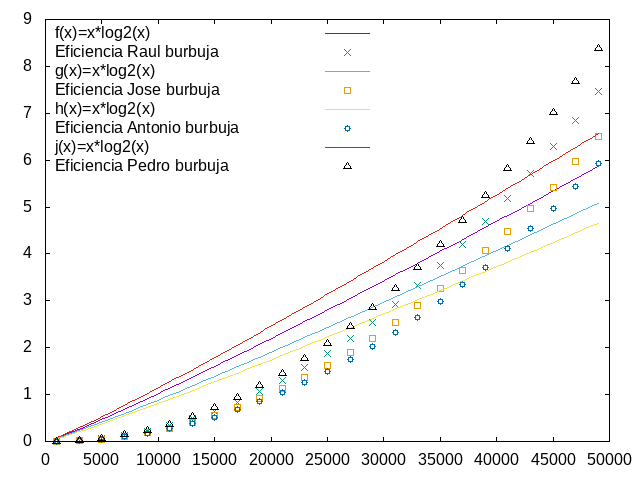 9
8
7
6
5
4
3
2
1
0
f(x)=x*log2(x)
Eficiencia Raul burbuja
g(x)=x*log2(x)
Eficiencia Jose burbuja
h(x)=x*log2(x)
Eficiencia Antonio burbuja
j(x)=x*log2(x)
Eficiencia Pedro burbuja
0 5000 10000 15000 20000 25000 30000 35000 40000 45000 50000